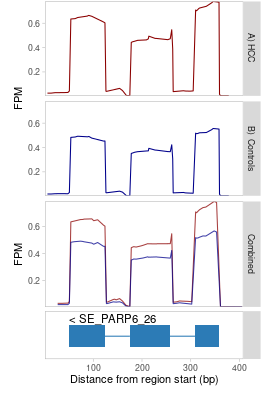 0.6
0.4
0.2
A) HCC
FPM
0.6
0.4
0.2
B) Controls
0.6
0.4
0.2
FPM
Combined
< SE_PARP6_26
100 200 300 400
Distance from region start (bp)